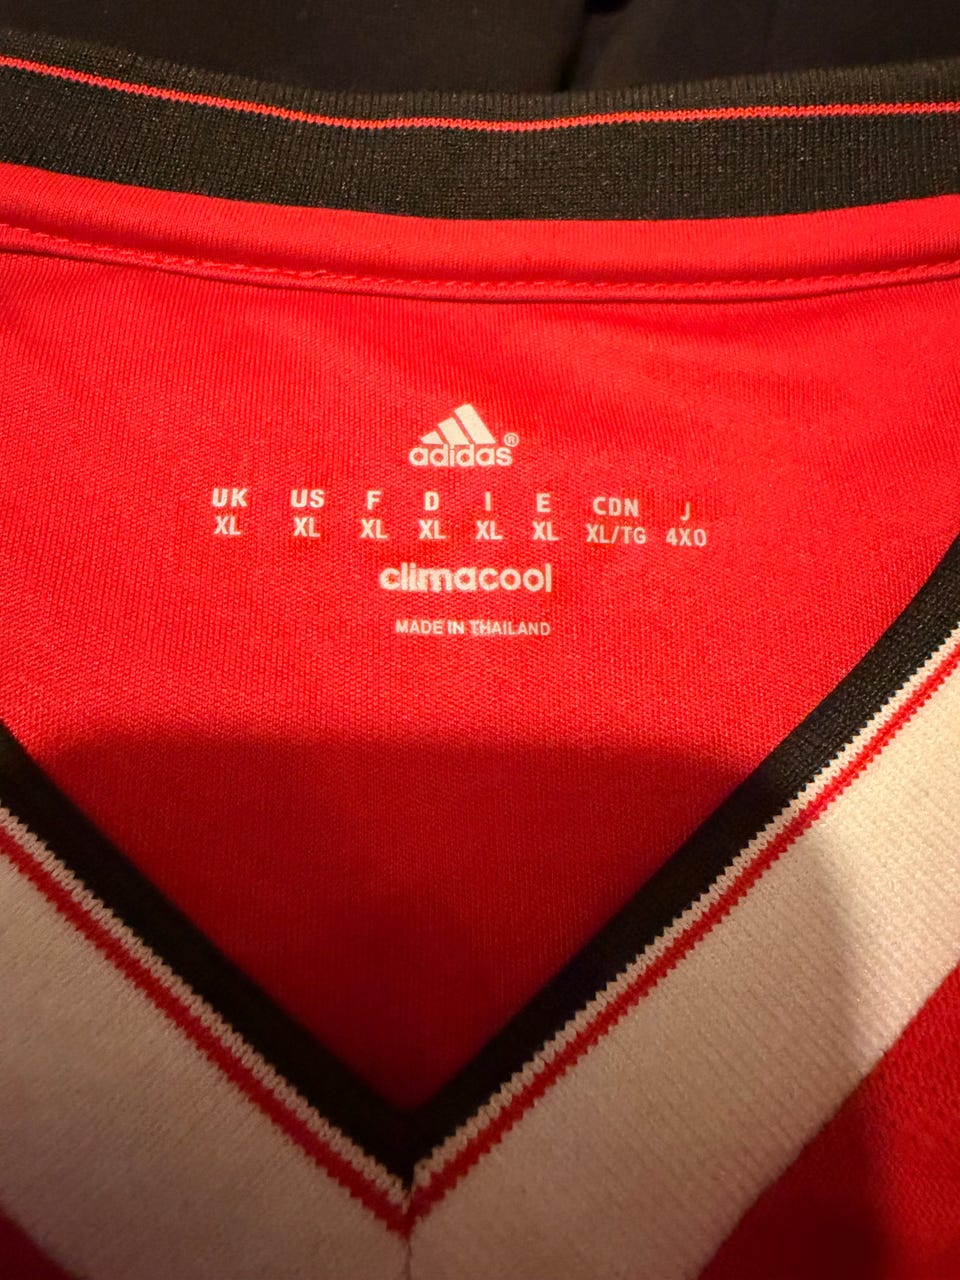 adidas®
UK US F D I E CDN J
XL XL XL XL XL XL XL/TG 4XO
climacool
MADE IN THAILAND